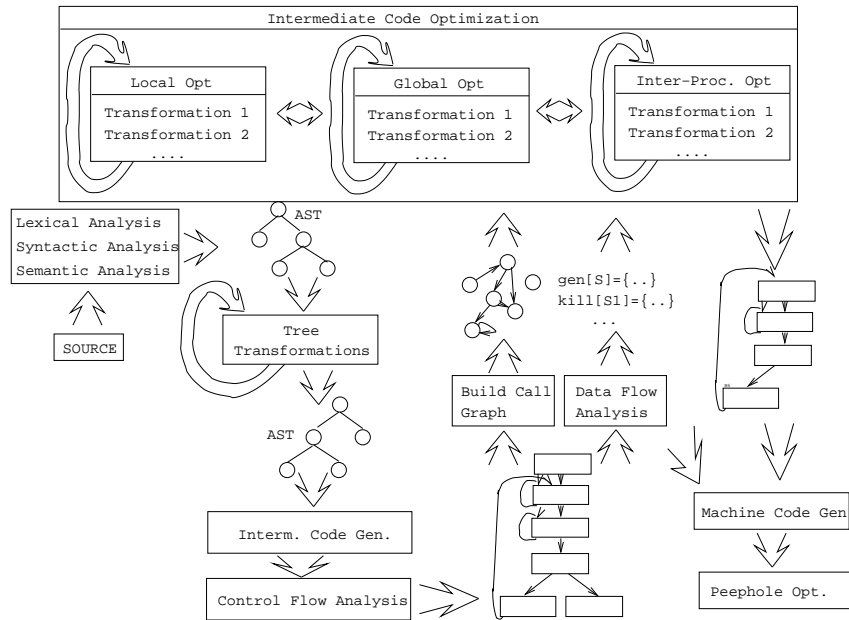 Intermediate Code Optimization
Local Opt
Transformation 1
Transformation 2
....
Global Opt
Transformation 1
Transformation 2
....
Inter-Proc. Opt
Transformation 1
Transformation 2
....
Lexical Analysis
Syntactic Analysis
Semantic Analysis
SOURCE
AST
Tree
Transformations
AST
Interm. Code Gen.
Control Flow Analysis
Build Call
Graph
gen[S]={..}
kill[S1]={..}
...
Data Flow
Analysis
Machine Code Gen
Peephole Opt.